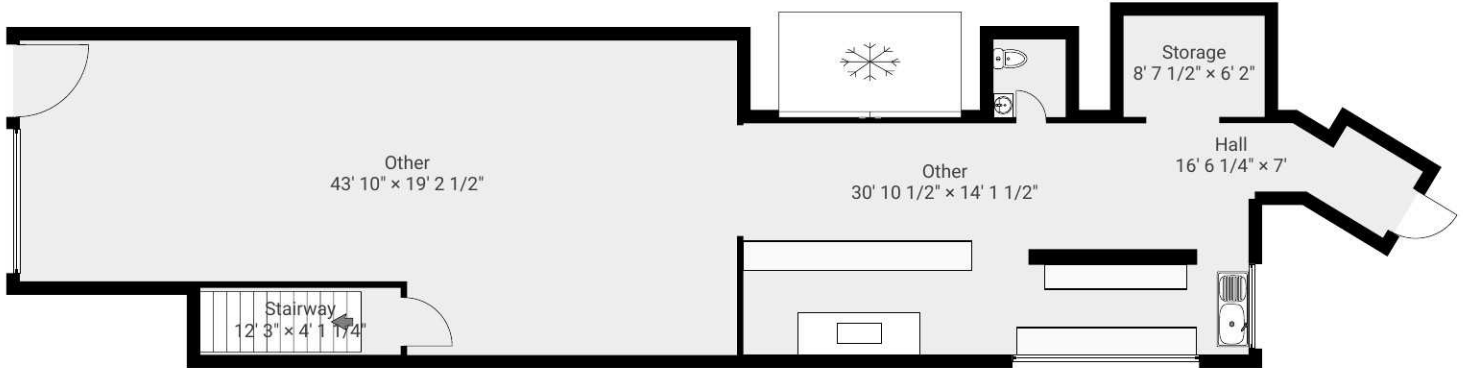 Storage
8' 7 1/2" × 6' 2"
Other
43' 10" × 19' 2 1/2"
Other
30' 10 1/2" × 14' 1 1/2"
Hall
16' 6 1/4" × 7'
Stairway
12' 3" × 4' 1 1/4"